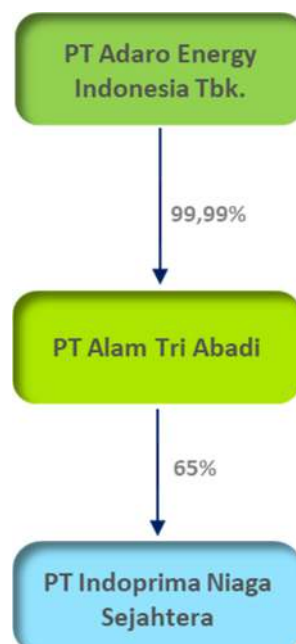 PT Adaro Energy
Indonesia Tbk.
99,99%
PT Alam Tri Abadi
65%
PT Indoprima Niaga
Sejahtera